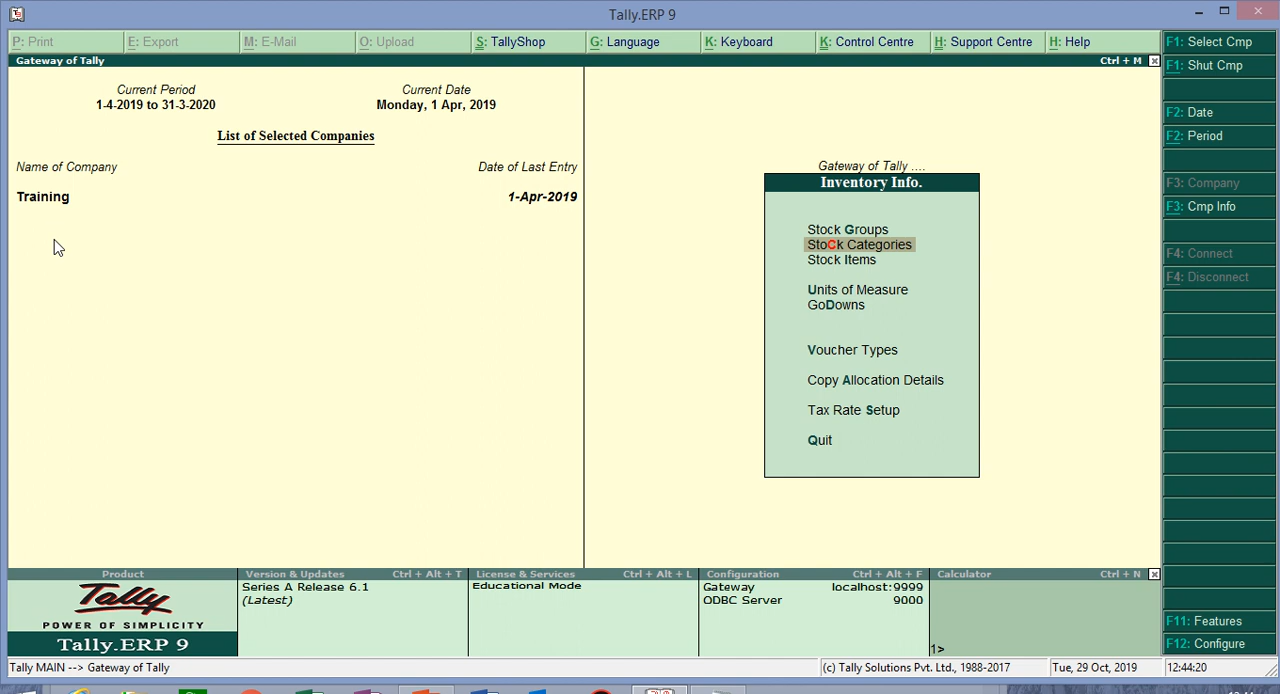 Tally.ERP 9
P: Print
E: Export
M: E-Mail
O: Upload
S: TallyShop
G: Language
K: Keyboard
K: Control Centre
H: Support Centre
H: Help
Gateway of Tally
Ctrl + M
Current Period
1-4-2019 to 31-3-2020
Current Date
Monday, 1 Apr, 2019
List of Selected Companies
Name of Company
Date of Last Entry
Training
1-Apr-2019
Gateway of Tally ....
Inventory Info.
Stock Groups
StoCk Categories
Stock Items
Units of Measure
GoDowns
Voucher Types
Copy Allocation Details
Tax Rate Setup
Quit
F1: Select Cmp
F1: Shut Cmp
F2: Date
F2: Period
F3: Company
F3: Cmp Info
F4: Connect
F4: Disconnect
F11: Features
F12: Configure
Product
Tally
POWER OF SIMPLICITY
Tally.ERP 9
Version & Updates
Ctrl + Alt + T
Series A Release 6.1
(Latest)
License & Services
Ctrl + Alt + L
Educational Mode
Configuration
Ctrl + Alt + F
Gateway
localhost:9999
ODBC Server
9000
Calculator
Ctrl + N
1>
Tally MAIN --> Gateway of Tally
(c) Tally Solutions Pvt. Ltd., 1988-2017
Tue, 29 Oct, 2019
12:44:20